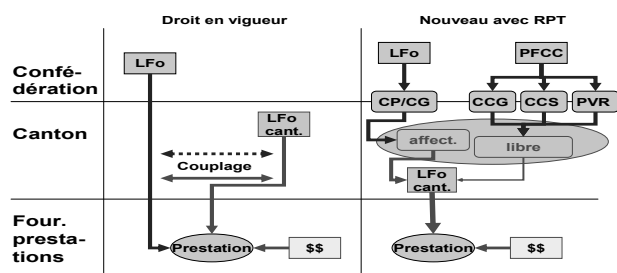 Droit en vigueur
Nouveau avec RPT
Confé-
dération
LFo
LFo
PFCC
CP/CG
CCG
CCS
PVR
Canton
LFo
cant.
Couplage
affect.
libre
LFo
cant.
Four.
presta-
tions
Prestation
$$
Prestation
$$